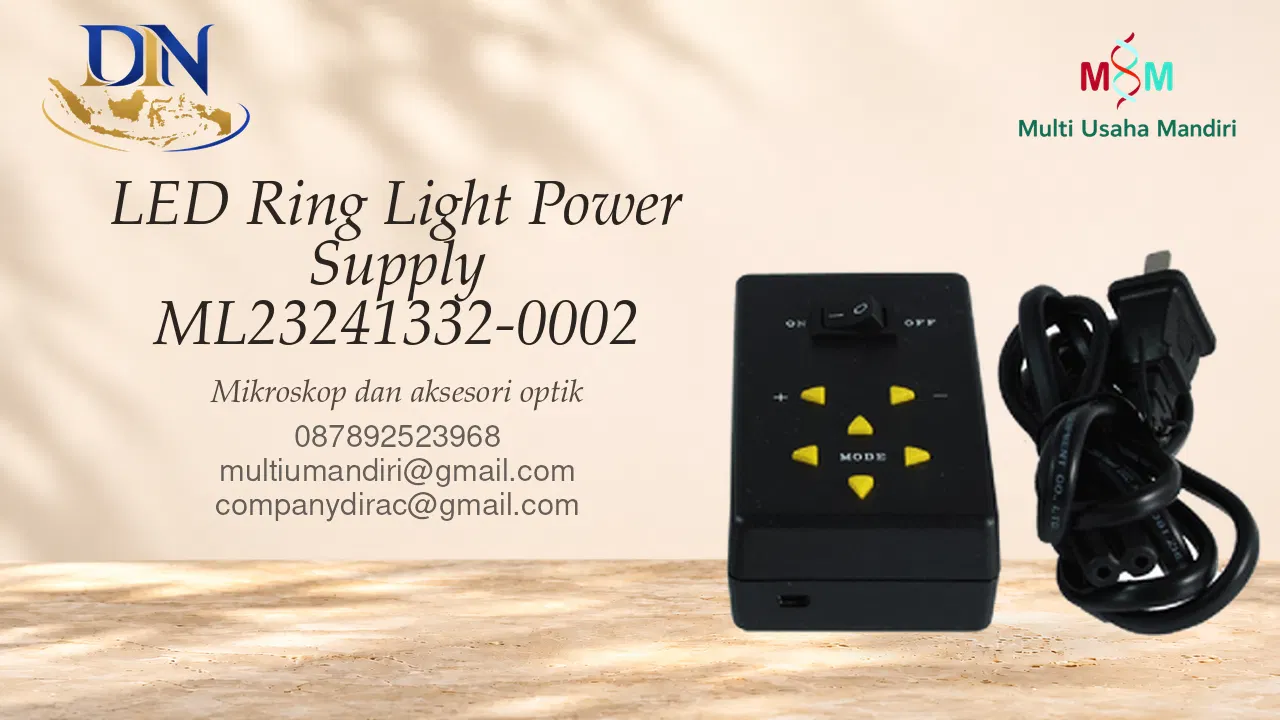 DN
MSM
Multi Usaha Mandiri
LED Ring Light Power
Supply
ML23241332-0002
Mikroskop dan aksesori optik
087892523968
multiumandiri@gmail.com
companydirac@gmail.com
ON
OFF
+
−
MODE